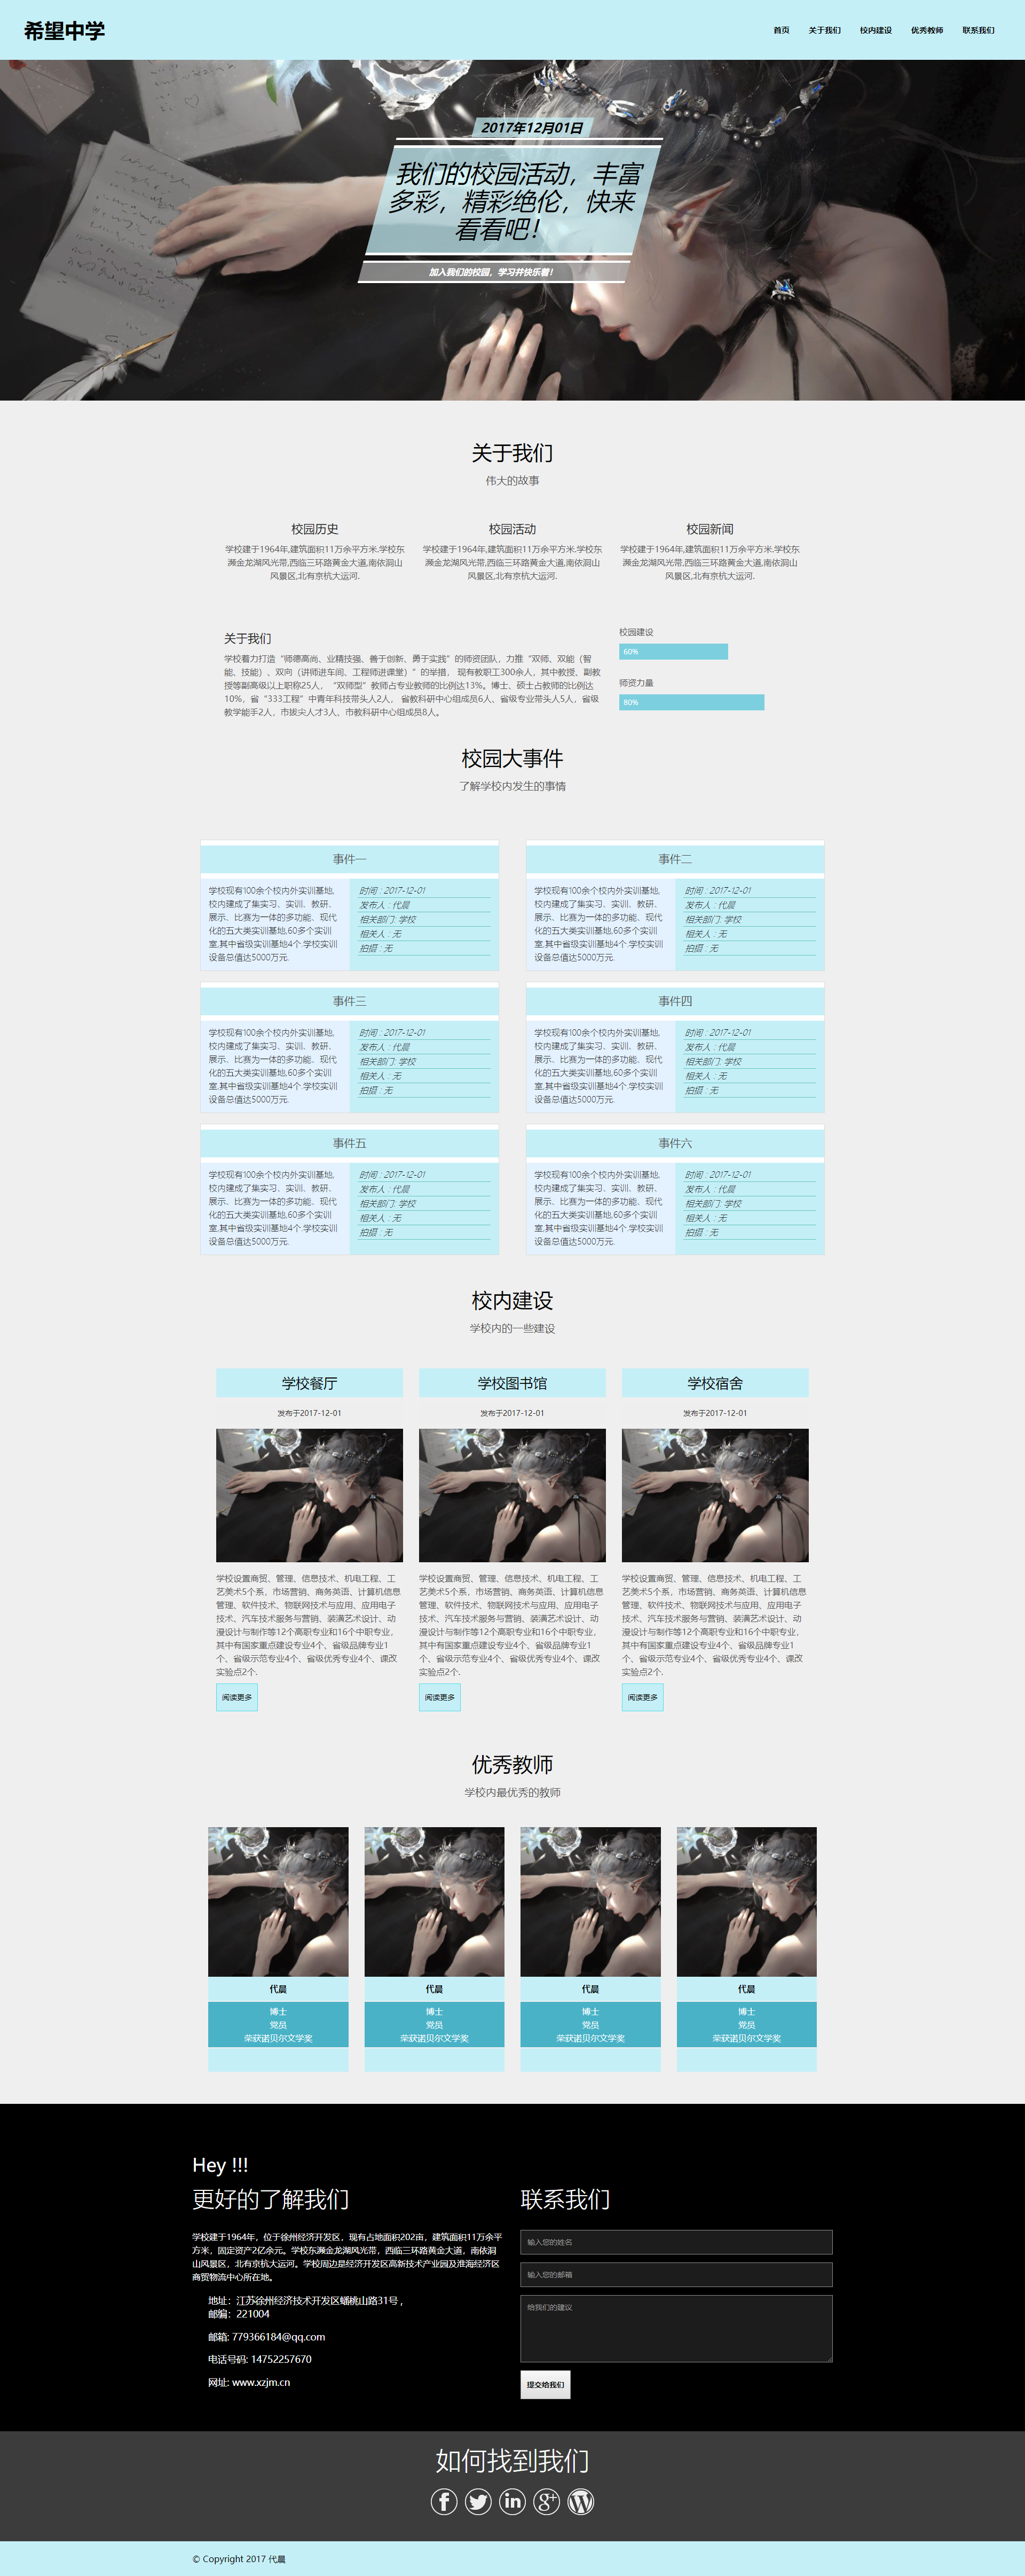 希望中学
首页 关于我们 校内建设 优秀教师 联系我们
2017年12月01日
我们的校园活动，丰富
多彩，精彩绝伦，快来
看看吧！
加入我们的校园，学习并快乐着！
关于我们
伟大的故事
校园历史
学校建于1964年,建筑面积11万余平方米.学校东
濒金龙湖风光带,西临三环路黄金大道,南依洞山
风景区,北有京杭大运河.
校园活动
学校建于1964年,建筑面积11万余平方米.学校东
濒金龙湖风光带,西临三环路黄金大道,南依洞山
风景区,北有京杭大运河.
校园新闻
学校建于1964年,建筑面积11万余平方米.学校东
濒金龙湖风光带,西临三环路黄金大道,南依洞山
风景区,北有京杭大运河.
关于我们
学校着力打造“师德高尚、业精技强、善于创新、勇于实践”的师资团队，力推“双师、双能（智
能、技能）、双向（讲师进车间、工程师进课堂）”的举措， 现有教职工300余人，其中教授、副教
授等副高级以上职称25人，“双师型”教师占专业教师的比例达13%。博士、硕士占教师的比例达
10%，省“333工程”中青年科技带头人2人， 省教科研中心组成员6人、省级专业带头人5人，省级
教学能手2人，市拔尖人才3人、市教科研中心组成员8人。
校园建设
60%
师资力量
80%
校园大事件
了解学校内发生的事情
事件一
学校现有100余个校内外实训基地,
校内建成了集实习、实训、教研、
展示、比赛为一体的多功能、现代
化的五大类实训基地,60多个实训
室,其中省级实训基地4个.学校实训
设备总值达5000万元.
时间 : 2017-12-01
发布人 : 代晨
相关部门: 学校
相关人 : 无
拍摄 : 无
事件二
学校现有100余个校内外实训基地,
校内建成了集实习、实训、教研、
展示、比赛为一体的多功能、现代
化的五大类实训基地,60多个实训
室,其中省级实训基地4个.学校实训
设备总值达5000万元.
时间 : 2017-12-01
发布人 : 代晨
相关部门: 学校
相关人 : 无
拍摄 : 无
事件三
学校现有100余个校内外实训基地,
校内建成了集实习、实训、教研、
展示、比赛为一体的多功能、现代
化的五大类实训基地,60多个实训
室,其中省级实训基地4个.学校实训
设备总值达5000万元.
时间 : 2017-12-01
发布人 : 代晨
相关部门: 学校
相关人 : 无
拍摄 : 无
事件四
学校现有100余个校内外实训基地,
校内建成了集实习、实训、教研、
展示、比赛为一体的多功能、现代
化的五大类实训基地,60多个实训
室,其中省级实训基地4个.学校实训
设备总值达5000万元.
时间 : 2017-12-01
发布人 : 代晨
相关部门: 学校
相关人 : 无
拍摄 : 无
事件五
学校现有100余个校内外实训基地,
校内建成了集实习、实训、教研、
展示、比赛为一体的多功能、现代
化的五大类实训基地,60多个实训
室,其中省级实训基地4个.学校实训
设备总值达5000万元.
时间 : 2017-12-01
发布人 : 代晨
相关部门: 学校
相关人 : 无
拍摄 : 无
事件六
学校现有100余个校内外实训基地,
校内建成了集实习、实训、教研、
展示、比赛为一体的多功能、现代
化的五大类实训基地,60多个实训
室,其中省级实训基地4个.学校实训
设备总值达5000万元.
时间 : 2017-12-01
发布人 : 代晨
相关部门: 学校
相关人 : 无
拍摄 : 无
校内建设
学校内的一些建设
学校餐厅
发布于2017-12-01
学校设置商贸、管理、信息技术、机电工程、工
艺美术5个系，市场营销、商务英语、计算机信息
管理、软件技术、物联网技术与应用、应用电子
技术、汽车技术服务与营销、装潢艺术设计、动
漫设计与制作等12个高职专业和16个中职专业，
其中有国家重点建设专业4个、省级品牌专业1
个、省级示范专业4个、省级优秀专业4个、课改
实验点2个.
阅读更多
学校图书馆
发布于2017-12-01
学校设置商贸、管理、信息技术、机电工程、工
艺美术5个系，市场营销、商务英语、计算机信息
管理、软件技术、物联网技术与应用、应用电子
技术、汽车技术服务与营销、装潢艺术设计、动
漫设计与制作等12个高职专业和16个中职专业，
其中有国家重点建设专业4个、省级品牌专业1
个、省级示范专业4个、省级优秀专业4个、课改
实验点2个.
阅读更多
学校宿舍
发布于2017-12-01
学校设置商贸、管理、信息技术、机电工程、工
艺美术5个系，市场营销、商务英语、计算机信息
管理、软件技术、物联网技术与应用、应用电子
技术、汽车技术服务与营销、装潢艺术设计、动
漫设计与制作等12个高职专业和16个中职专业，
其中有国家重点建设专业4个、省级品牌专业1
个、省级示范专业4个、省级优秀专业4个、课改
实验点2个.
阅读更多
优秀教师
学校内最优秀的教师
代晨
博士
党员
荣获诺贝尔文学奖
代晨
博士
党员
荣获诺贝尔文学奖
代晨
博士
党员
荣获诺贝尔文学奖
代晨
博士
党员
荣获诺贝尔文学奖
Hey !!!
更好的了解我们
学校建于1964年，位于徐州经济开发区，现有占地面积202亩，建筑面积11万余平
方米，固定资产2亿余元。学校东濒金龙湖风光带，西临三环路黄金大道，南依洞
山风景区，北有京杭大运河。学校周边是经济开发区高新技术产业园及淮海经济区
商贸物流中心所在地。
地址：江苏徐州经济技术开发区蟠桃山路31号 ,
邮编：221004
邮箱: 779366184@qq.com
电话号码: 14752257670
网址: www.xzjm.cn
联系我们
输入您的姓名
输入您的邮箱
给我们的建议
提交给我们
如何找到我们
© Copyright 2017 代晨